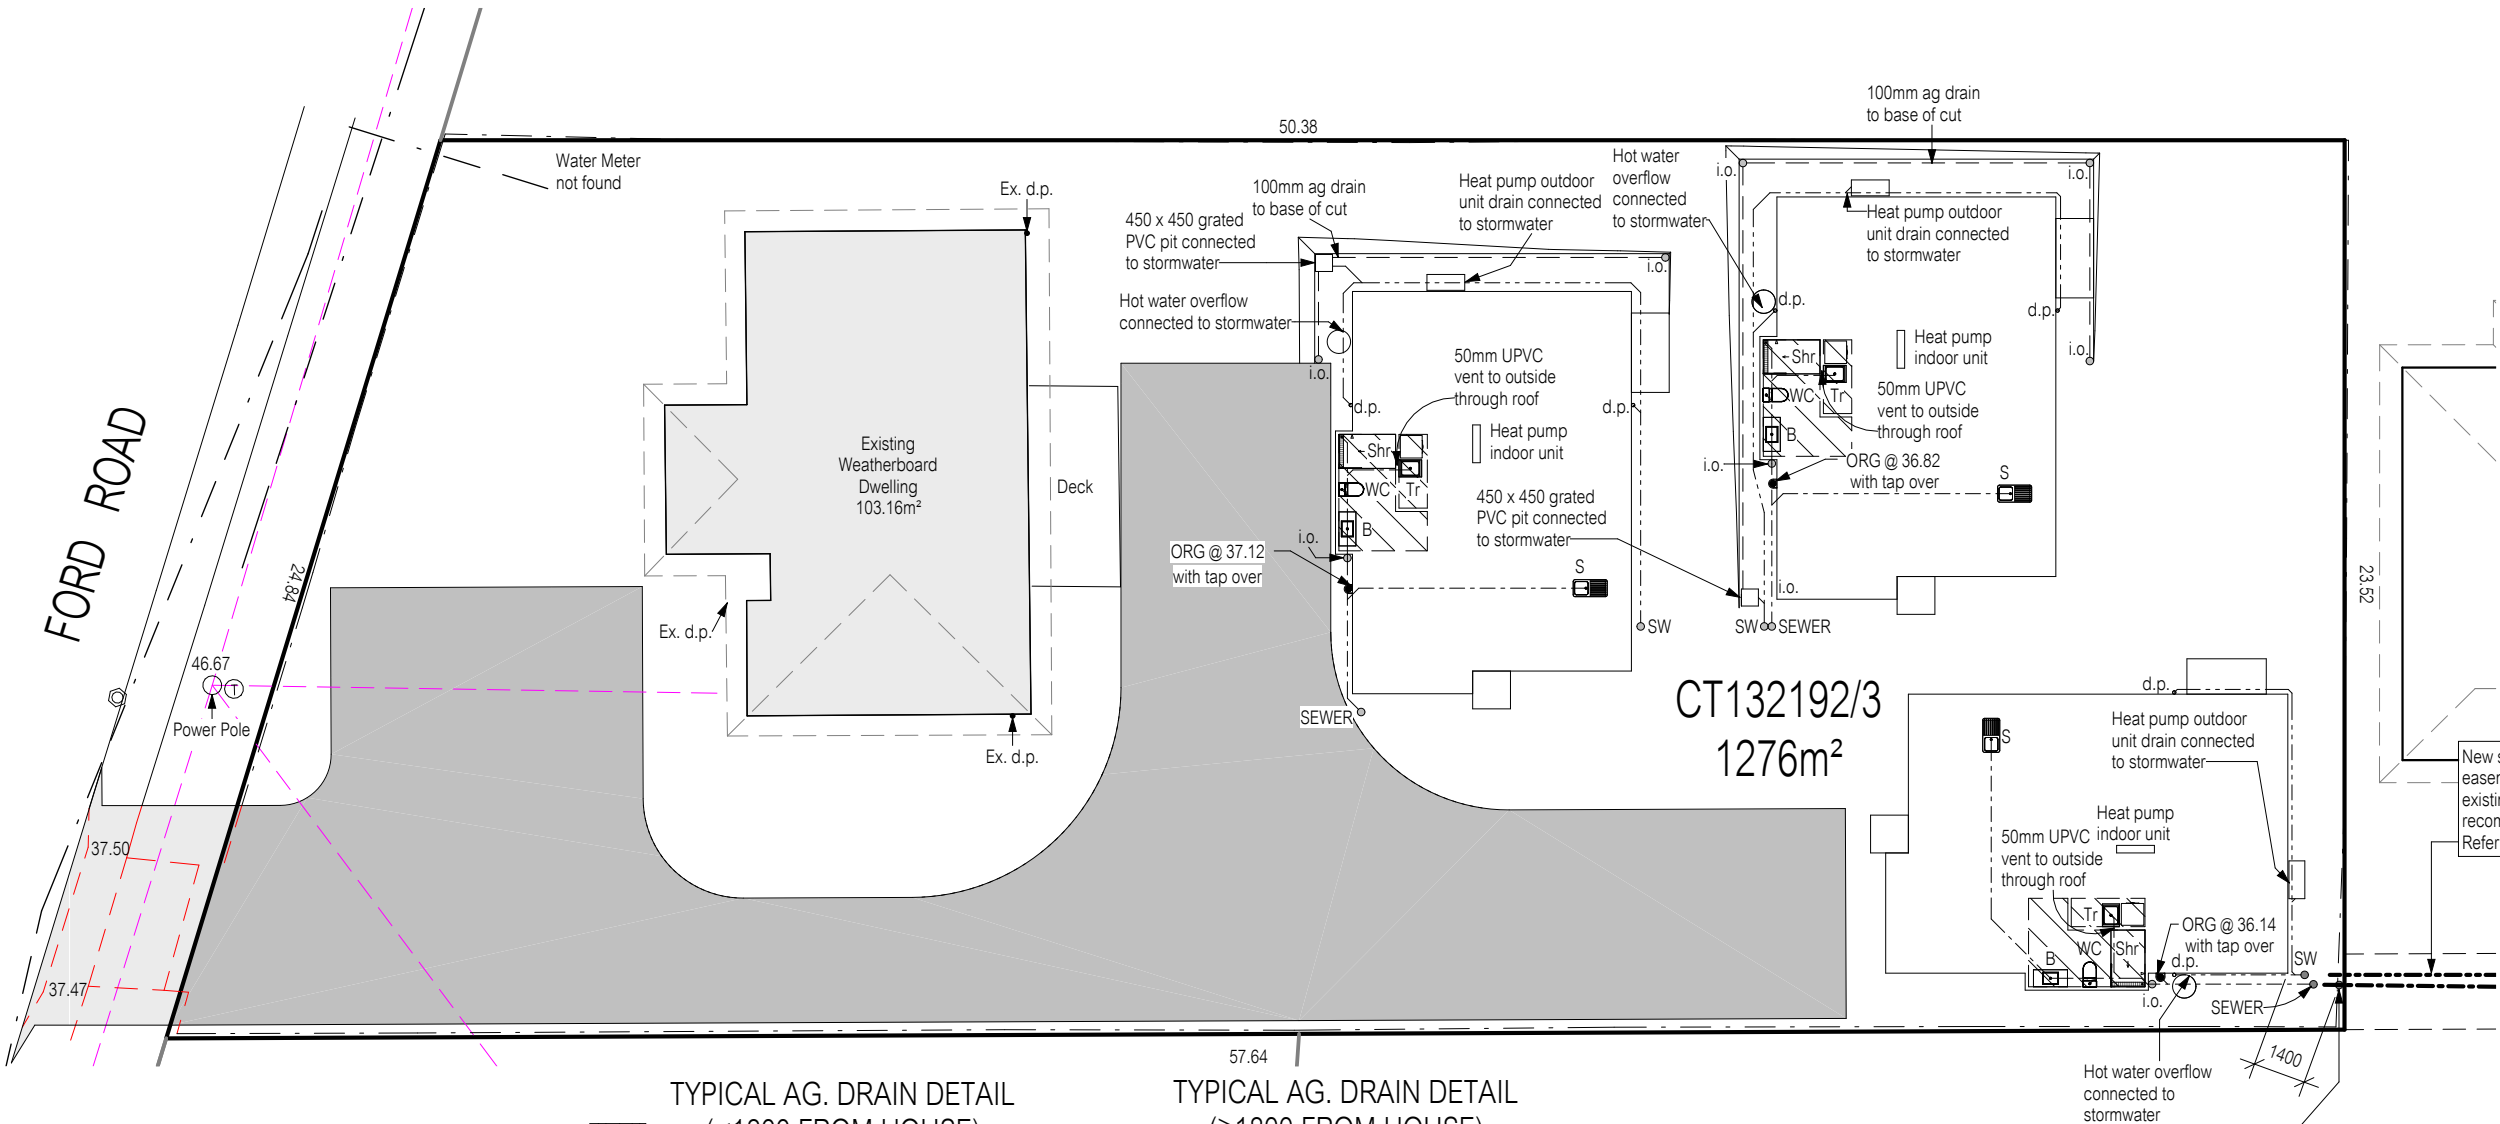 100mm ag drain
to base of cut
50.38
Water Meter
not found
Ex. d.p.
100mm ag drain
to base of cut
Heat pump outdoor
unit drain connected
to stormwater
Hot water
overflow
connected
to stormwater
i.o.
i.o.
450 x 450 grated
PVC pit connected
to stormwater
Heat pump outdoor
unit drain connected
to stormwater
i.o.
Hot water overflow
connected to stormwater
d.p.
d.p.
Heat pump
indoor unit
i.o.
Shr
50mm UPVC
vent to outside
through roof
i.o.
WC
Tr
50mm UPVC
vent to outside
through roof
d.p.
d.p.
B
FORD ROAD
Existing
Weatherboard
Dwelling
103.16m²
Deck
Heat pump
indoor unit
Shr
WC
Tr
i.o.
ORG @ 36.82
with tap over
S
450 x 450 grated
PVC pit connected
to stormwater
B
i.o.
ORG @ 37.12
with tap over
S
24.84
23.52
i.o.
Ex. d.p.
SW
SW
SEWER
46.67
T
Power Pole
SEWER
CT132192/3
1276m²
Ex. d.p.
d.p.
S
Heat pump outdoor
unit drain connected
to stormwater
New s
easer
existin
recon
Refer
Heat pump
indoor unit
50mm UPVC
vent to outside
through roof
37.50
37.47
Tr
ORG @ 36.14
with tap over
B
WC
Shr
d.p.
SW
i.o.
SEWER
57.64
1400
Hot water overflow
connected to
stormwater
TYPICAL AG. DRAIN DETAIL
TYPICAL AG. DRAIN DETAIL
(>1800 FROM HOUSE)